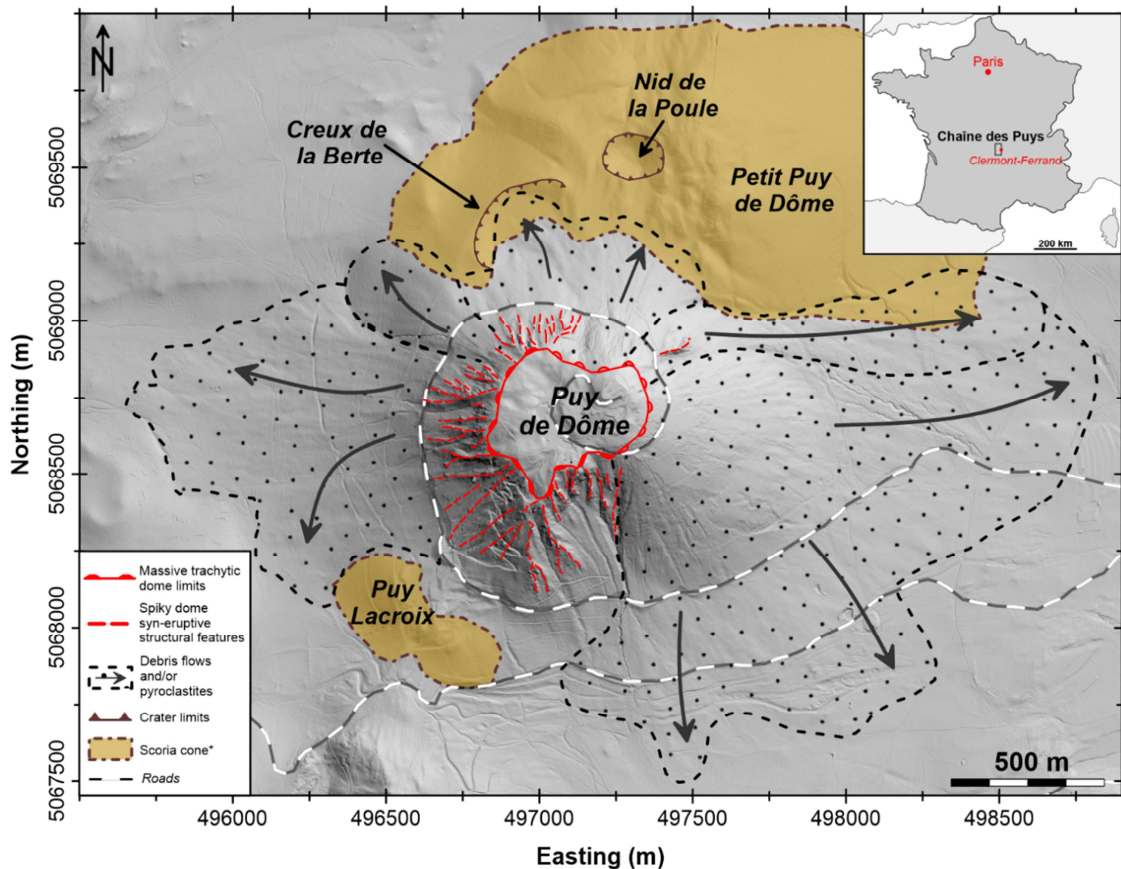 N
Nid de
la Poule
Creux de
la Berte
Petit Puy
de Dôme
Puy
de Dôme
Puy
Lacroix
Paris
Chaîne des Puys
Clermont-Ferrand
200 km
Massive trachytic
dome limits
Spiky dome
syn-eruptive
structural features
Debris flows
and/or
pyroclastites
Crater limits
Scoria cone*
Roads
500 m
Northing (m)
5069500
5069000
5068500
5068000
5067500
496000
496500
497000
497500
498000
498500
Easting (m)